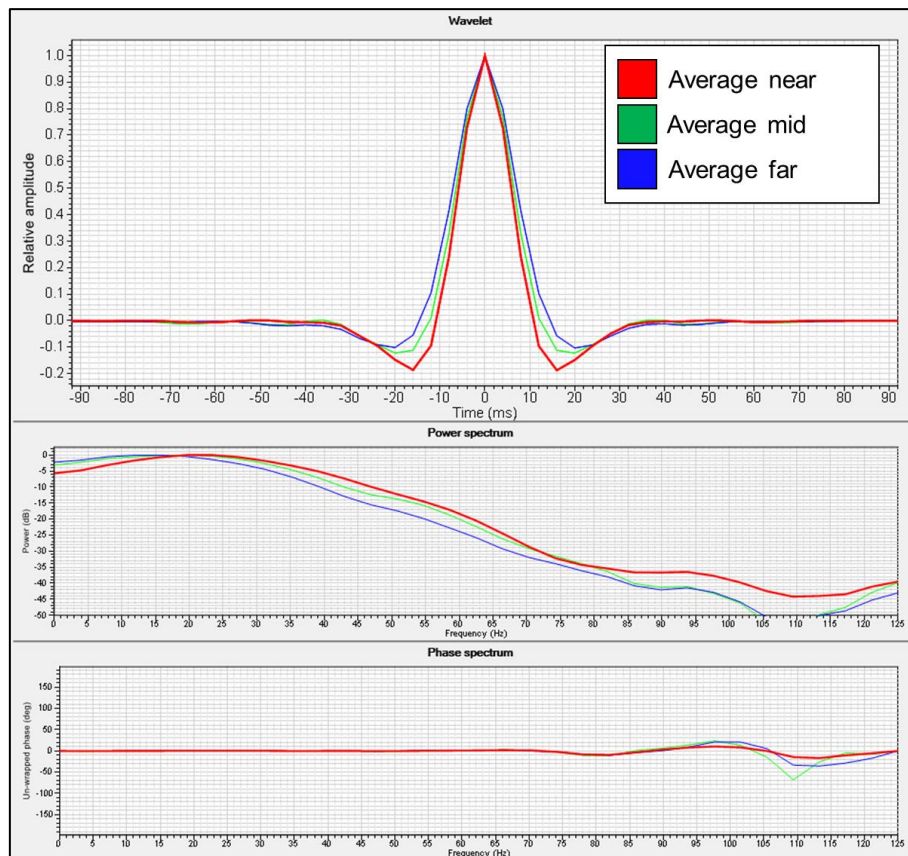 Wavelet
Relative amplitude
1.0
0.9
0.8
0.7
0.6
0.5
0.4
0.3
0.2
0.1
0.0
-0.1
-0.2
Average near
Average mid
Average far
-90 -80 -70 -60 -50 -40 -30 -20 -10 0 10 20 30 40 50 60 70 80 90
Time (ms)
Power spectrum
Power (dB)
0
-5
-10
-15
-20
-25
-30
-35
-40
-45
-50
0 5 10 15 20 25 30 35 40 45 50 55 60 65 70 75 80 85 90 95 100 105 110 115 120 125
Frequency (Hz)
Phase spectrum
Un-wrapped phase (deg)
150
100
50
0
-50
-100
-150
0 5 10 15 20 25 30 35 40 45 50 55 60 65 70 75 80 85 90 95 100 105 110 115 120 125
Frequency (Hz)